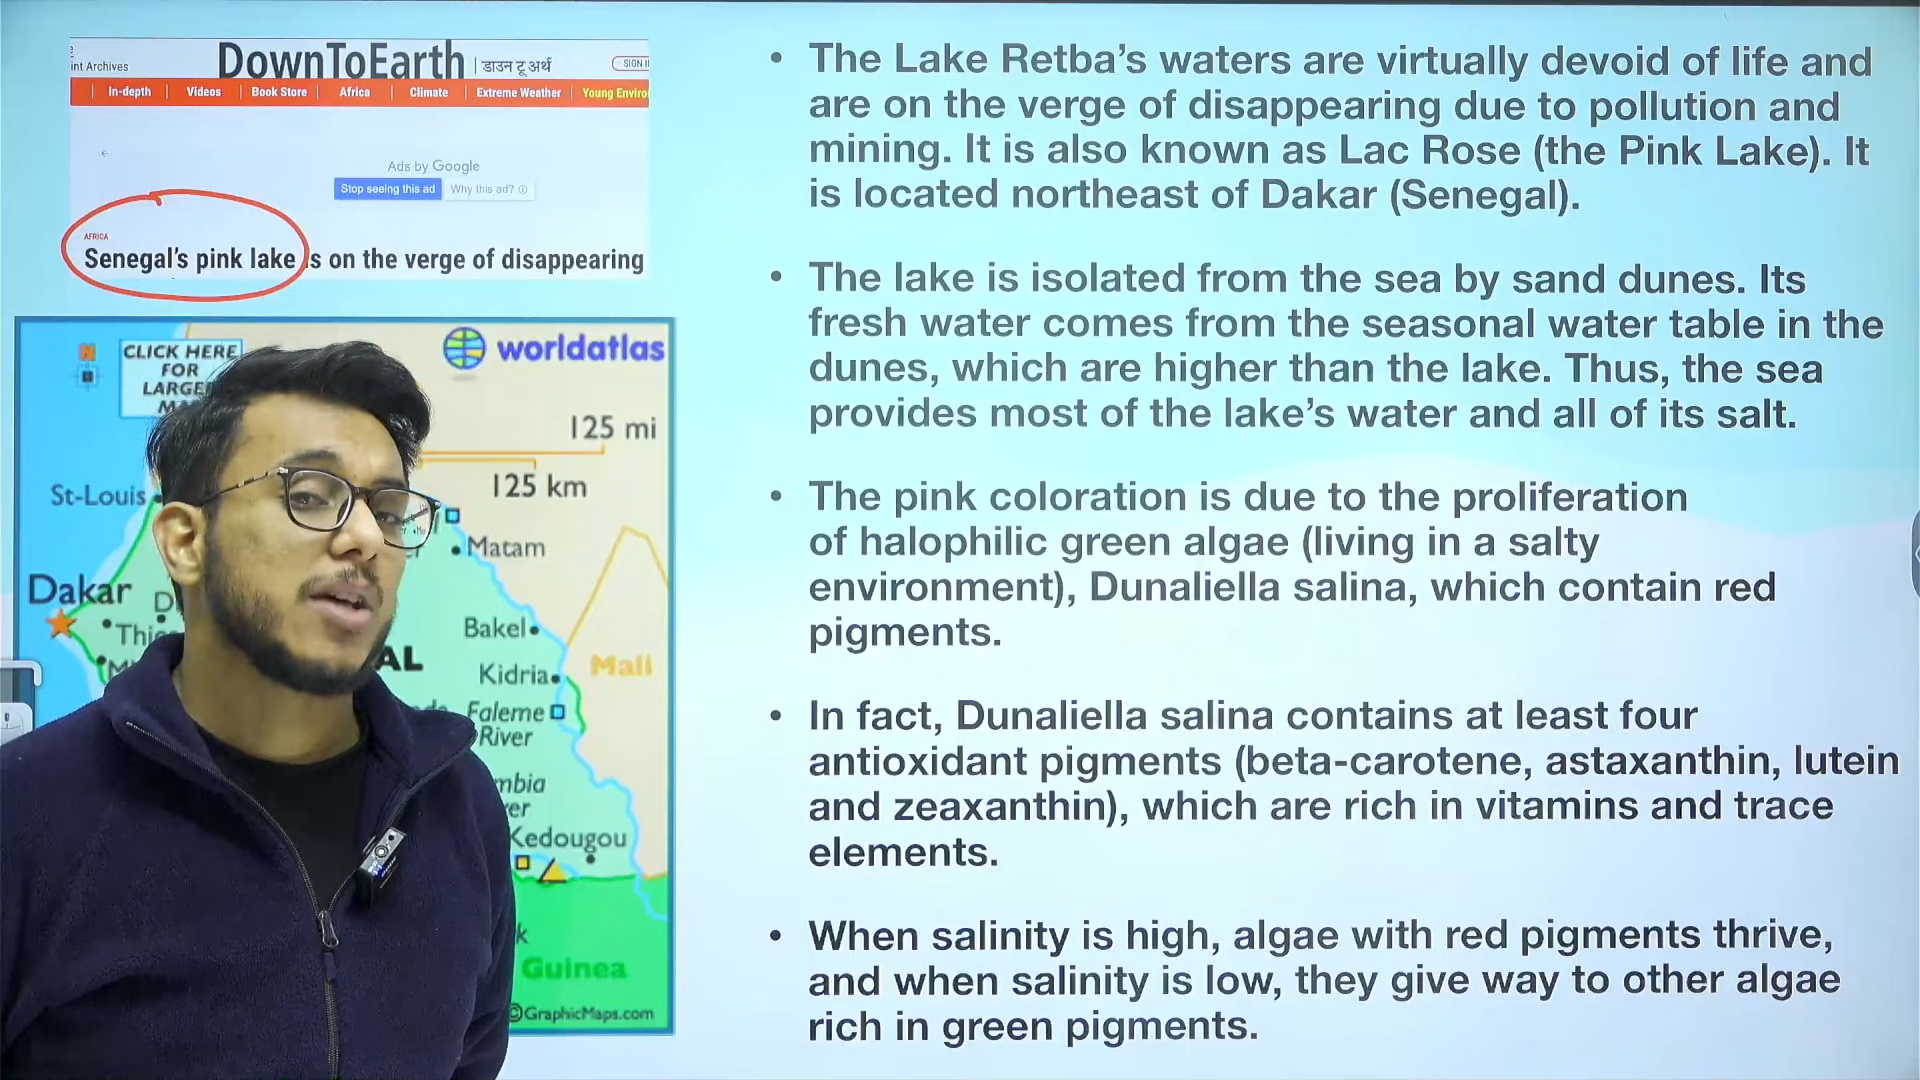 int Archives
DownToEarth | डाउन टू अर्थ
SIGN I
In-depth Videos Book Store Africa Climate Extreme Weather Young Enviro
Ads by Google
Stop seeing this ad Why this ad?
AFRICA
Senegal's pink lake is on the verge of disappearing
CLICK HERE
FOR
LARGE
worldatlas
125 mi
125 km
St-Louis
Matam
Dakar
Thi
Bakel
AL
Kidria
Mali
Faleme
River
mbia
er
Kedougou
k
Guinea
©GraphicMaps.com
• The Lake Retba's waters are virtually devoid of life and
are on the verge of disappearing due to pollution and
mining. It is also known as Lac Rose (the Pink Lake). It
is located northeast of Dakar (Senegal).
• The lake is isolated from the sea by sand dunes. Its
fresh water comes from the seasonal water table in the
dunes, which are higher than the lake. Thus, the sea
provides most of the lake's water and all of its salt.
• The pink coloration is due to the proliferation
of halophilic green algae (living in a salty
environment), Dunaliella salina, which contain red
pigments.
• In fact, Dunaliella salina contains at least four
antioxidant pigments (beta-carotene, astaxanthin, lutein
and zeaxanthin), which are rich in vitamins and trace
elements.
• When salinity is high, algae with red pigments thrive,
and when salinity is low, they give way to other algae
rich in green pigments.